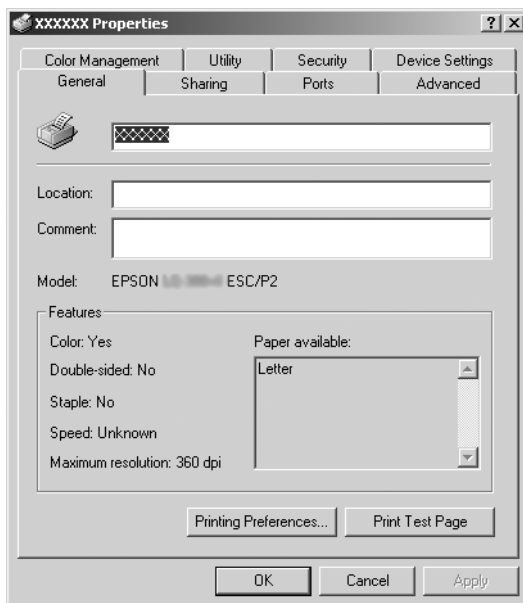 XXXXXX Properties
Color Management Utility Security Device Settings
General Sharing Ports Advanced
XXXXXX
Location:
Comment:
Model: EPSON ESC/P2
Features
Color: Yes Paper available:
Double-sided: No Letter
Staple: No
Speed: Unknown
Maximum resolution: 360 dpi
Printing Preferences... Print Test Page
OK Cancel Apply